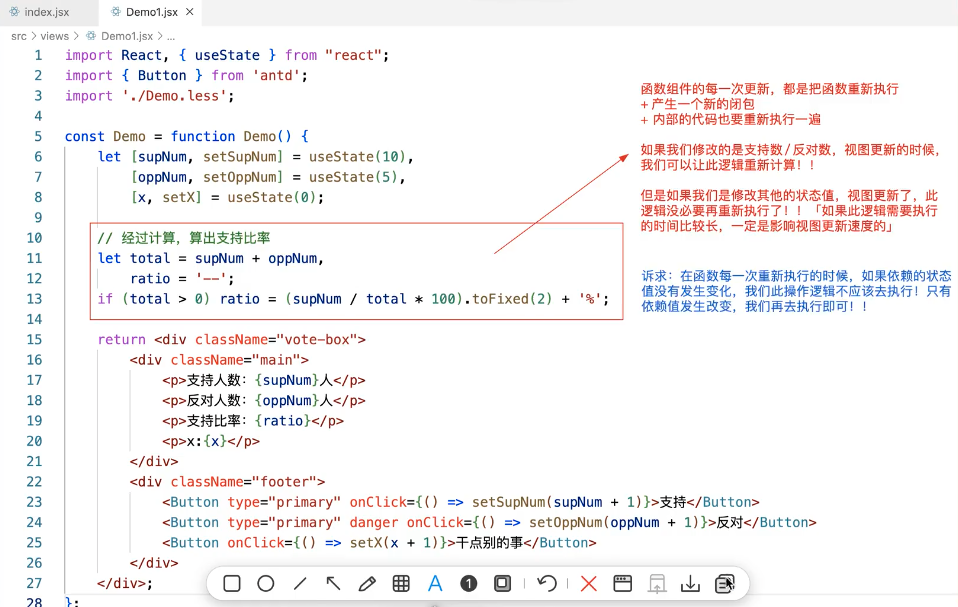 index.jsx Demo1.jsx ×
src > views > Demo1.jsx > ...
1 import React, { useState } from "react";
2 import { Button } from 'antd';
3 import './Demo.less';
4
5 const Demo = function Demo() {
6 let [supNum, setSupNum] = useState(10),
7 [oppNum, setOppNum] = useState(5),
8 [x, setX] = useState(0);
9
10 // 经过计算，算出支持比率
11 let total = supNum + oppNum,
12 ratio = '--';
13 if (total > 0) ratio = (supNum / total * 100).toFixed(2) + '%';
14
15 return <div className="vote-box">
16 <div className="main">
17 <p>支持人数：{supNum}人</p>
18 <p>反对人数：{oppNum}人</p>
19 <p>支持比率：{ratio}</p>
20 <p>x:{x}</p>
21 </div>
22 <div className="footer">
23 <Button type="primary" onClick={() => setSupNum(supNum + 1)}>支持</Button>
24 <Button type="primary" danger onClick={() => setOppNum(oppNum + 1)}>反对</Button>
25 <Button onClick={() => setX(x + 1)}>干点别的事</Button>
26 </div>
27 </div>;
28 };
函数组件的每一次更新，都是把函数重新执行
+ 产生一个新的闭包
+ 内部的代码也要重新执行一遍
如果我们修改的是支持数/反对数，视图更新的时候，
我们可以让此逻辑重新计算！！
但是如果我们是修改其他的状态值，视图更新了，此
逻辑没必要再重新执行了！！「如果此逻辑需要执行
的时间比较长，一定是影响视图更新速度的」
诉求：在函数每一次重新执行的时候，如果依赖的状态
值没有发生变化，我们此操作逻辑不应该去执行！只有
依赖值发生改变，我们再去执行即可！！
A 1